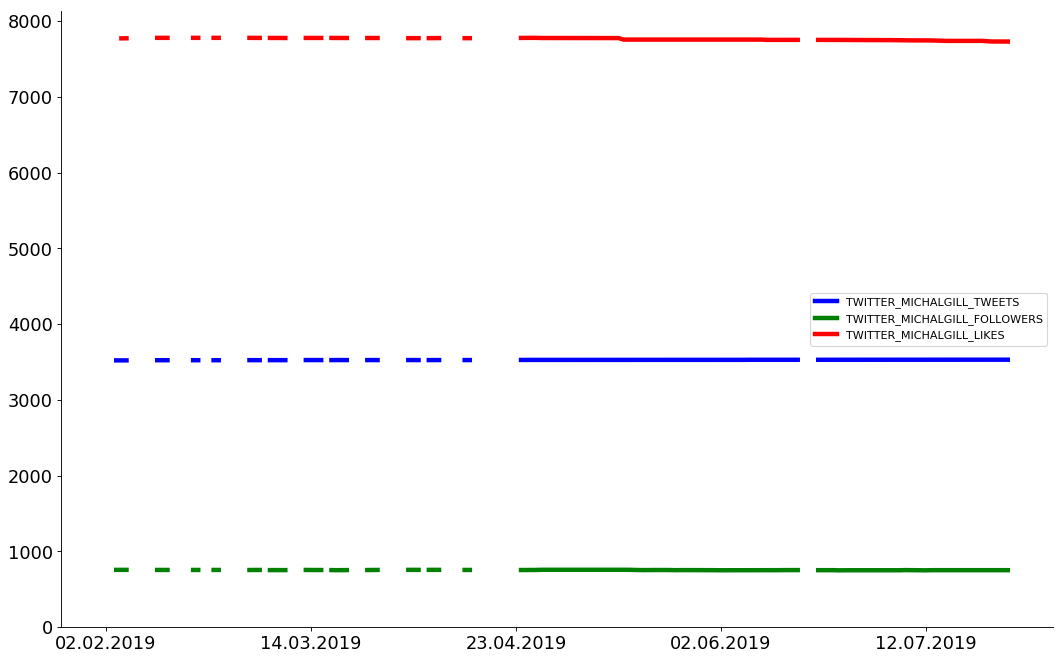 8000
7000
6000
5000
4000
3000
2000
1000
0
TWITTER_MICHALGILL_TWEETS
TWITTER_MICHALGILL_FOLLOWERS
TWITTER_MICHALGILL_LIKES
02.02.2019 14.03.2019 23.04.2019 02.06.2019 12.07.2019